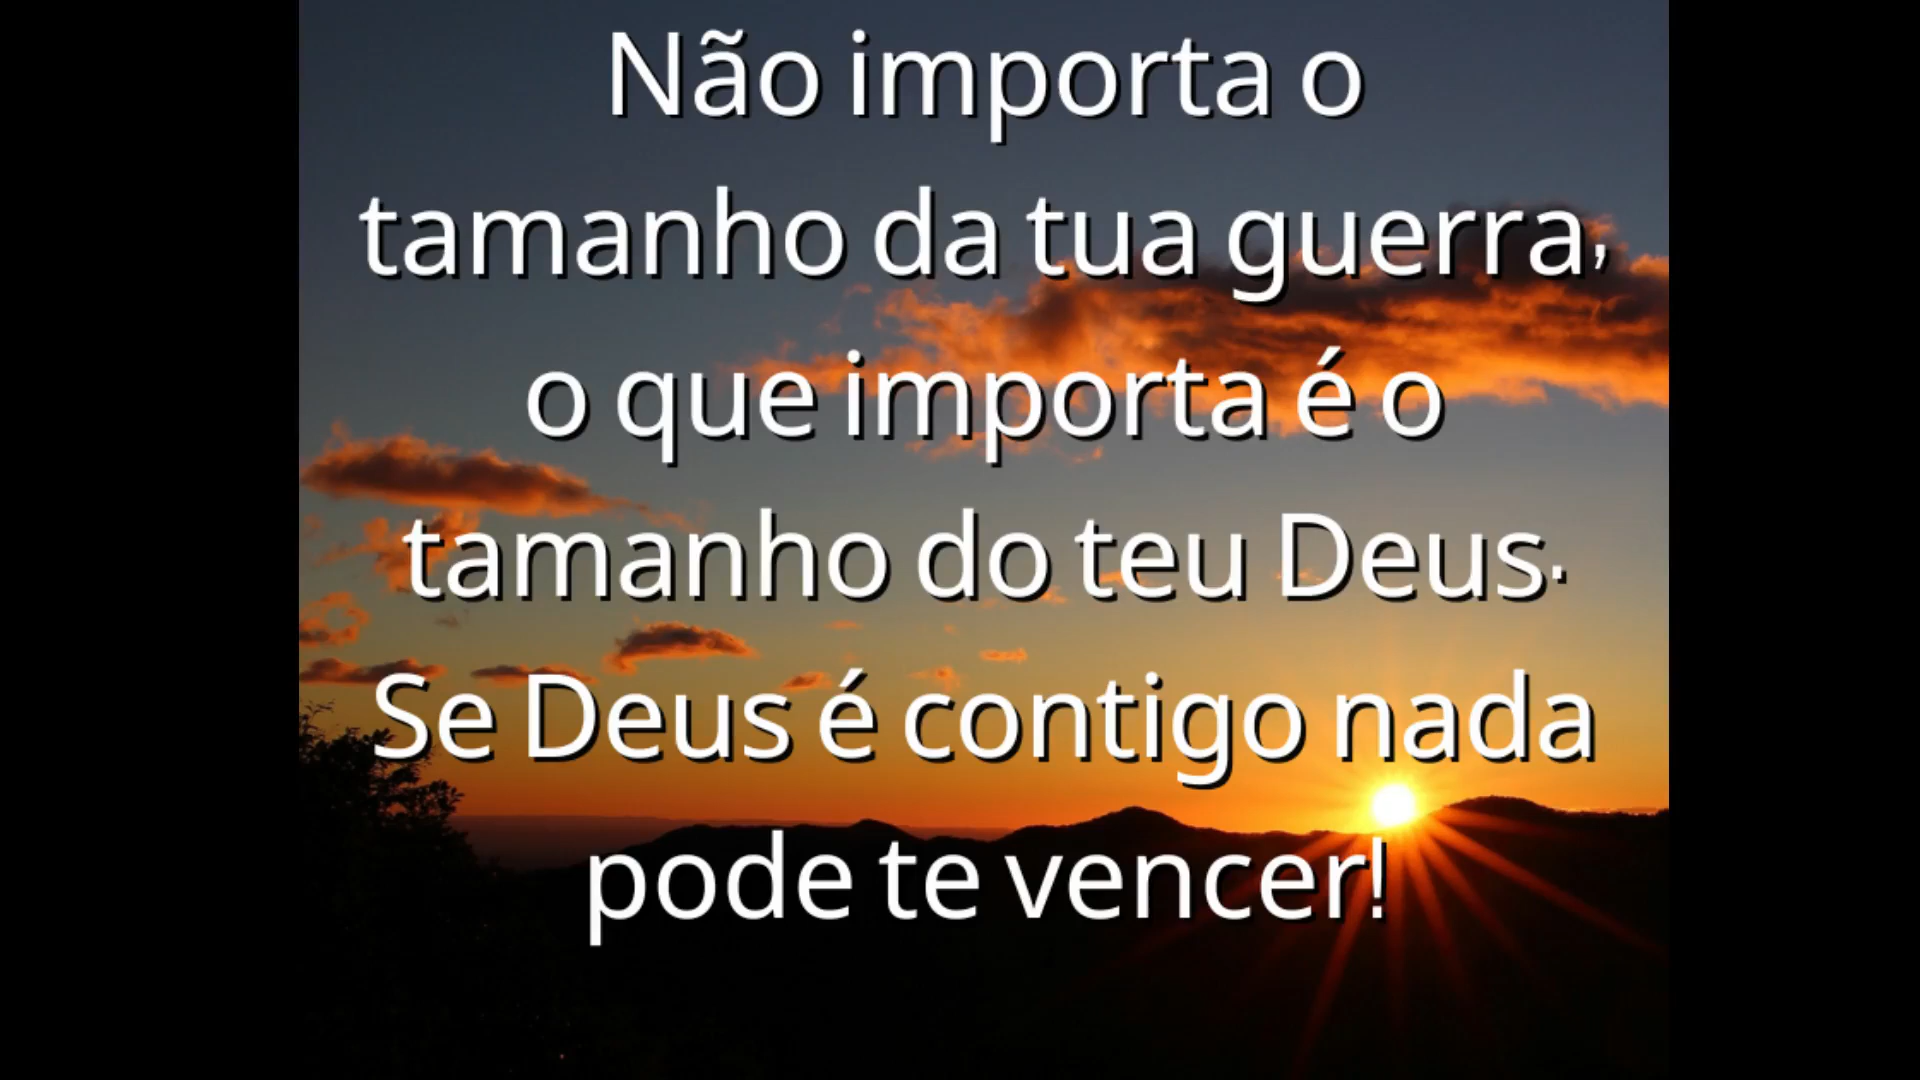 Não importa o
tamanho da tua guerra,
o que importa é o
tamanho do teu Deus.
Se Deus é contigo nada
pode te vencer!